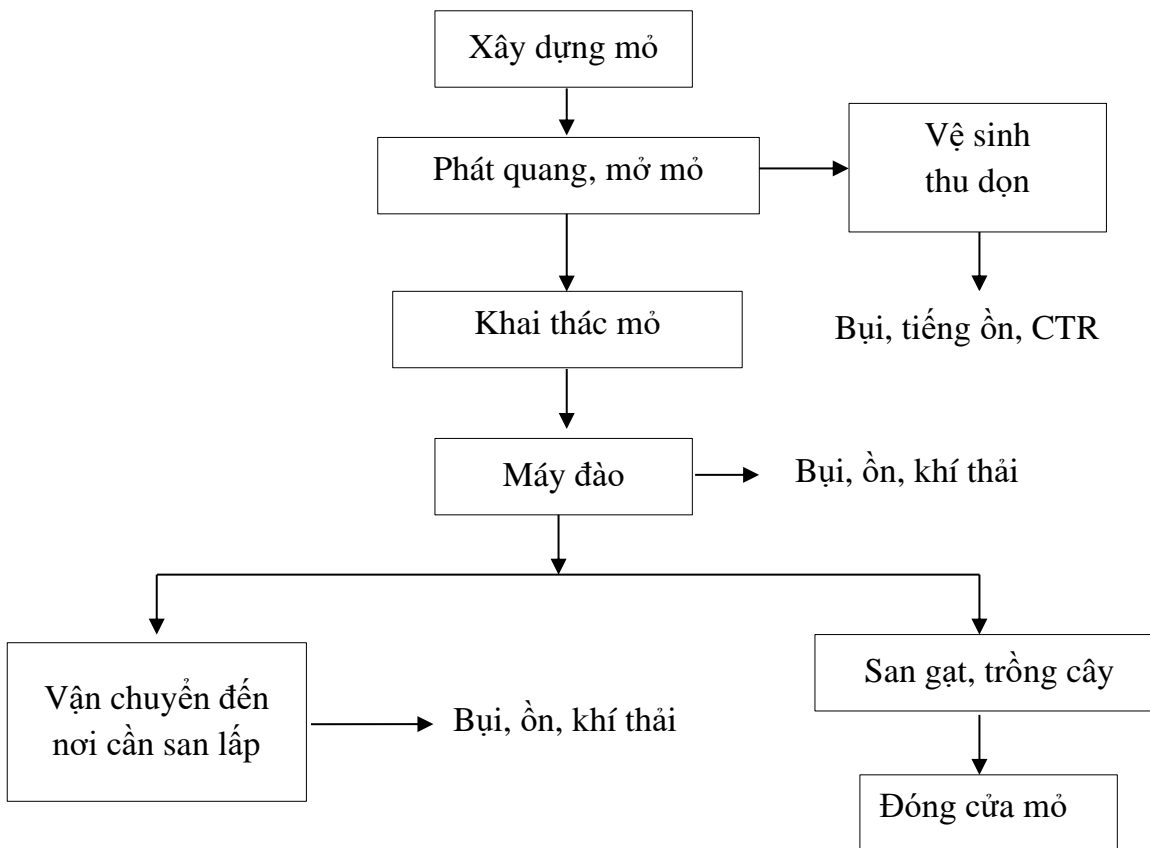 Xây dựng mỏ
Phát quang, mở mỏ
Vệ sinh
thu dọn
Khai thác mỏ
Bụi, tiếng ồn, CTR
Máy đào
Bụi, ồn, khí thải
Vận chuyển đến
nơi cần san lấp
Bụi, ồn, khí thải
San gạt, trồng cây
Đóng cửa mỏ